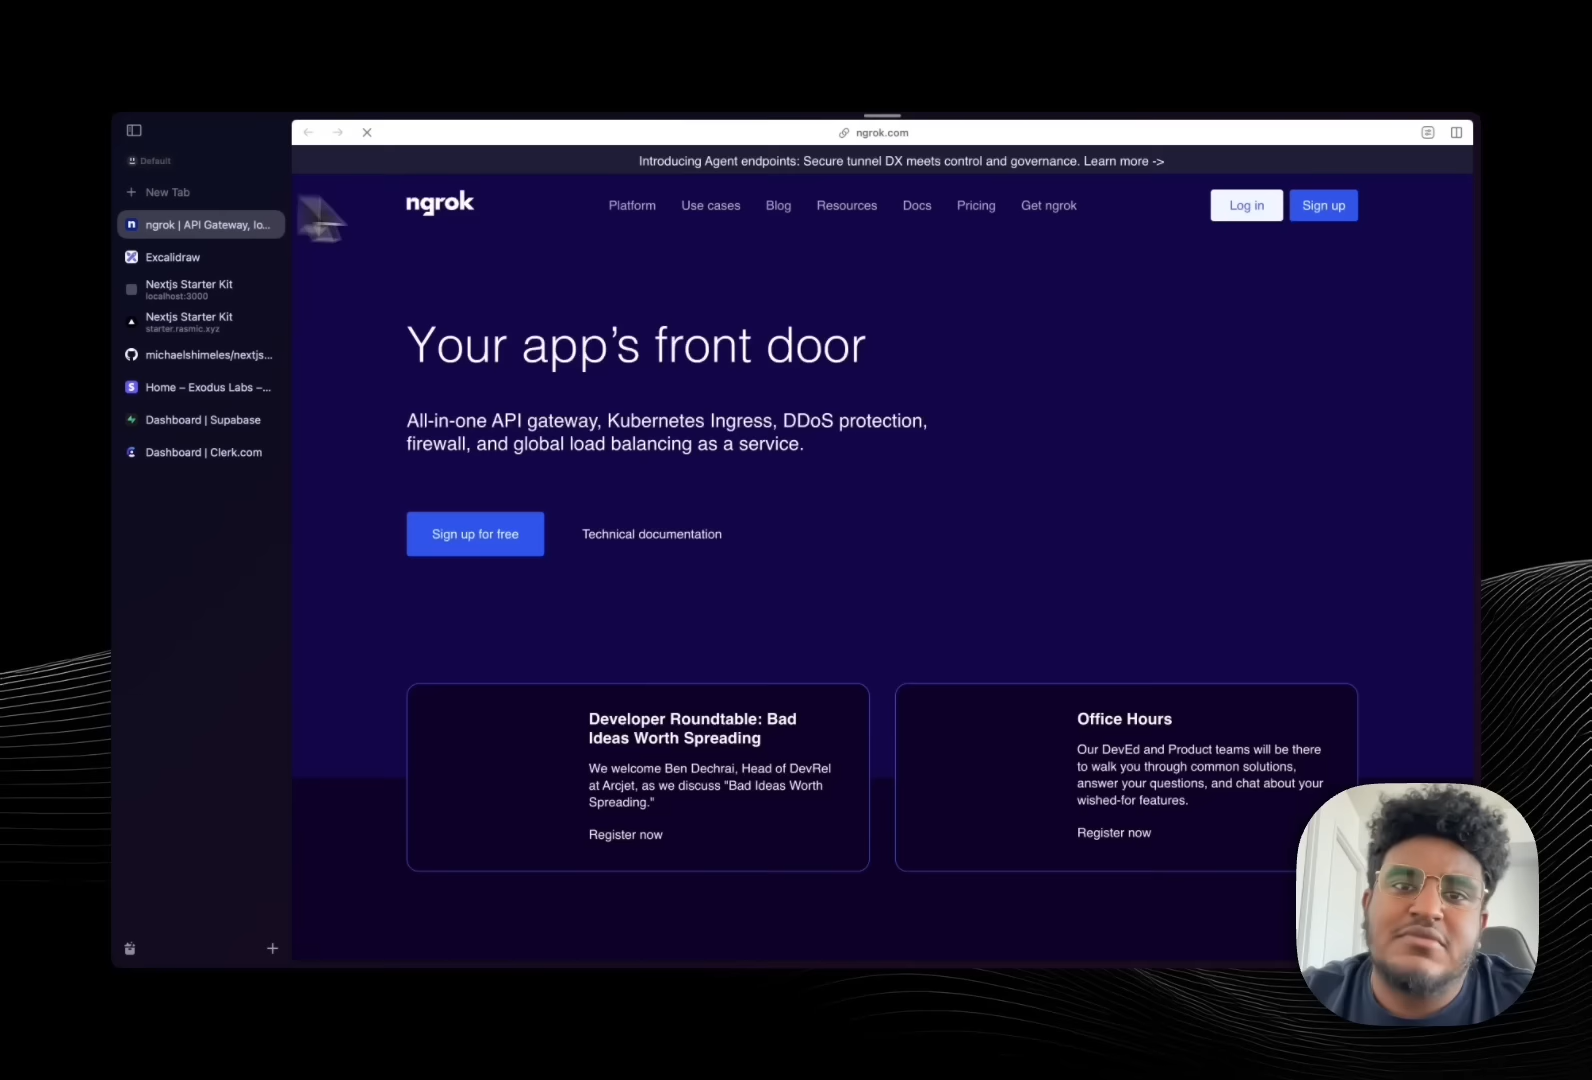 Default
New Tab
ngrok | API Gateway, Io...
Excalidraw
Nextjs Starter Kit
localhost:3000
Nextjs Starter Kit
starter.rasmic.xyz
michaelshimeles/nextjs...
Home – Exodus Labs –...
Dashboard | Supabase
Dashboard | Clerk.com
ngrok.com
Introducing Agent endpoints: Secure tunnel DX meets control and governance. Learn more ->
ngrok
Platform
Use cases
Blog
Resources
Docs
Pricing
Get ngrok
Log in
Sign up
Your app's front door
All-in-one API gateway, Kubernetes Ingress, DDoS protection,
firewall, and global load balancing as a service.
Sign up for free
Technical documentation
Developer Roundtable: Bad
Ideas Worth Spreading
We welcome Ben Dechrai, Head of DevRel
at Arcjet, as we discuss "Bad Ideas Worth
Spreading."
Register now
Office Hours
Our DevEd and Product teams will be there
to walk you through common solutions,
answer your questions, and chat about your
wished-for features.
Register now